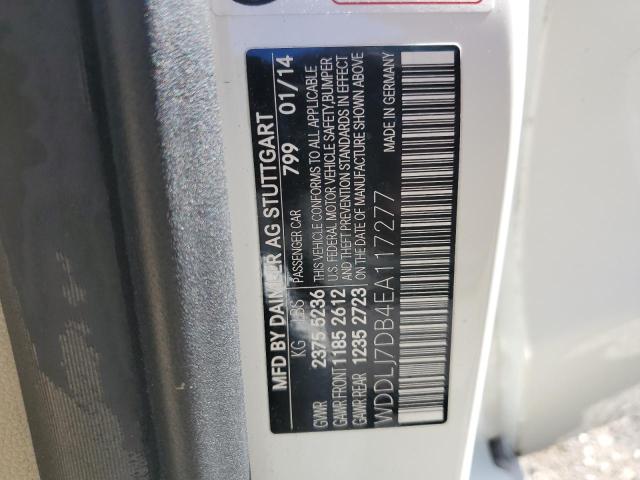 MFD BY DAIMLER AG STUTTGART
KG LBS PASSENGER CAR 799 01/14
GVWR 2375 5236 THIS VEHICLE CONFORMS TO ALL APPLICABLE
U.S. FEDERAL MOTOR VEHICLE SAFETY, BUMPER
GAWR FRONT 1185 2612 AND THEFT PREVENTION STANDARDS IN EFFECT
GAWR REAR 1235 2723 ON THE DATE OF MANUFACTURE SHOWN ABOVE
WDDLJ7DB4EA117277 MADE IN GERMANY